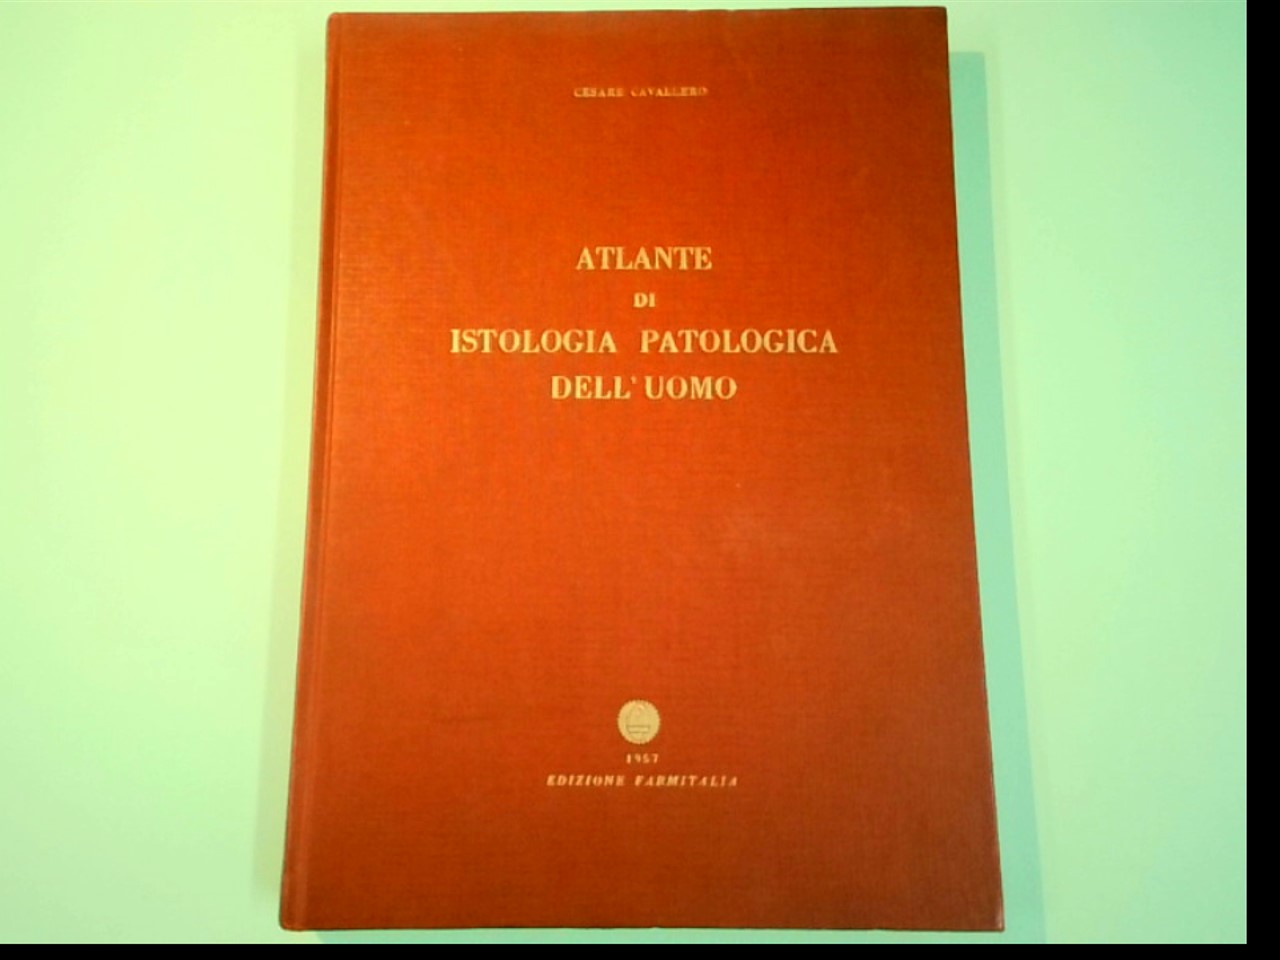 CESARE CAVALLERO
ATLANTE
DI
ISTOLOGIA PATOLOGICA
DELL'UOMO
1957
EDIZIONE FARMITALIA